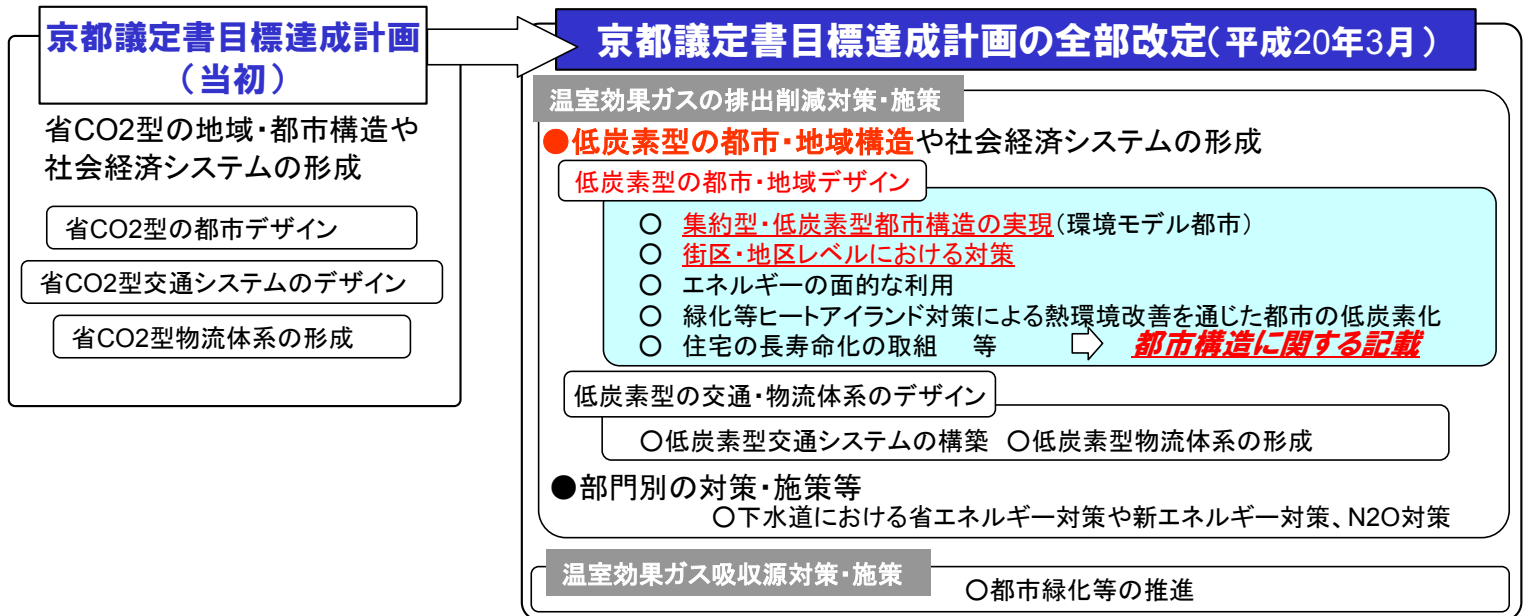 京都議定書目標達成計画
(当初)
省CO2型の地域・都市構造や
社会経済システムの形成
省CO2型の都市デザイン
省CO2型交通システムのデザイン
省CO2型物流体系の形成
京都議定書目標達成計画の全部改定(平成20年3月)
温室効果ガスの排出削減対策・施策
●低炭素型の都市・地域構造や社会経済システムの形成
低炭素型の都市・地域デザイン
○ 集約型・低炭素型都市構造の実現(環境モデル都市)
○ 街区・地区レベルにおける対策
○ エネルギーの面的な利用
○ 緑化等ヒートアイランド対策による熱環境改善を通じた都市の低炭素化
○ 住宅の長寿命化の取組 等 ⇨ 都市構造に関する記載
低炭素型の交通・物流体系のデザイン
○低炭素型交通システムの構築 ○低炭素型物流体系の形成
●部門別の対策・施策等
○下水道における省エネルギー対策や新エネルギー対策、N2O対策
温室効果ガス吸収源対策・施策
○都市緑化等の推進